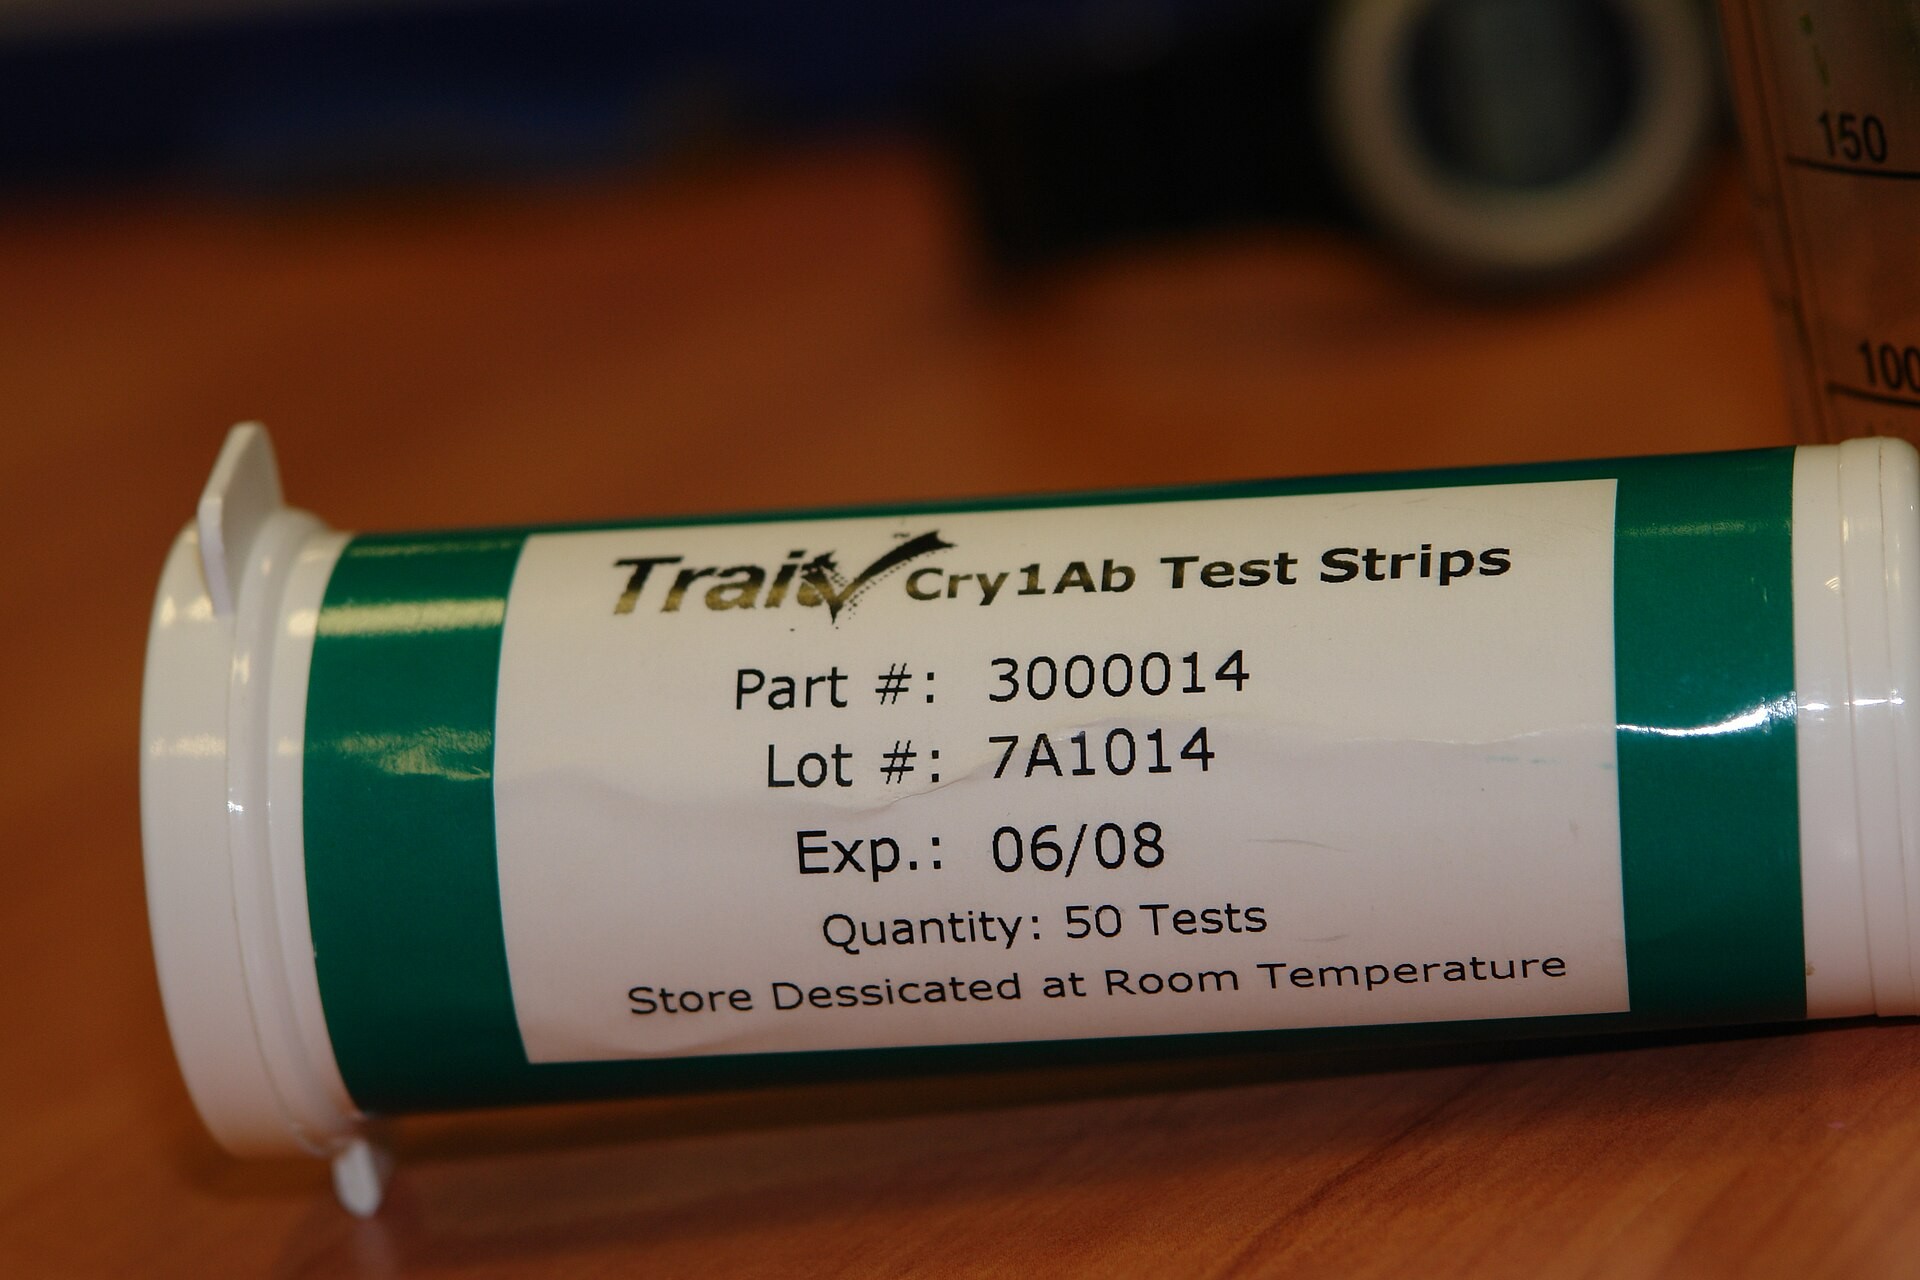 150
100
Trait✓™ Cry1Ab Test Strips
Part #: 3000014
Lot #: 7A1014
Exp.: 06/08
Quantity: 50 Tests
Store Dessicated at Room Temperature